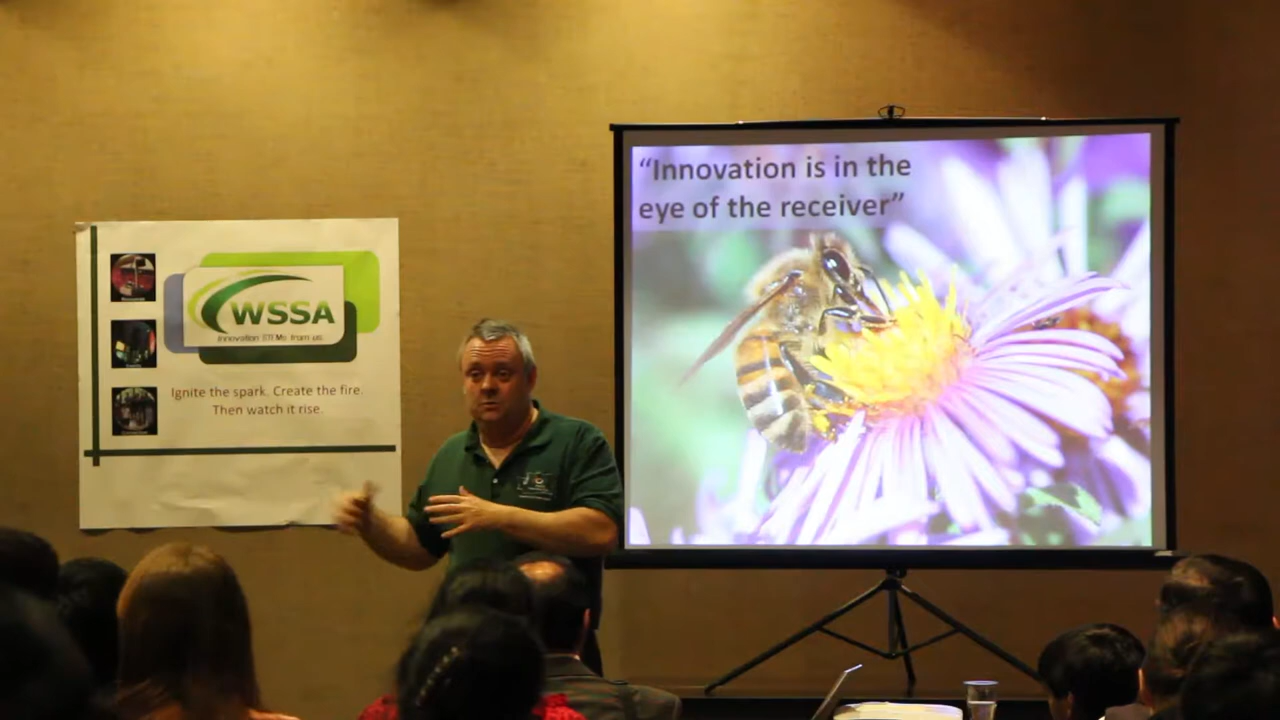 WSSA
Innovation STEMs from us.
Ignite the spark. Create the fire.
Then watch it rise.
“Innovation is in the
eye of the receiver”